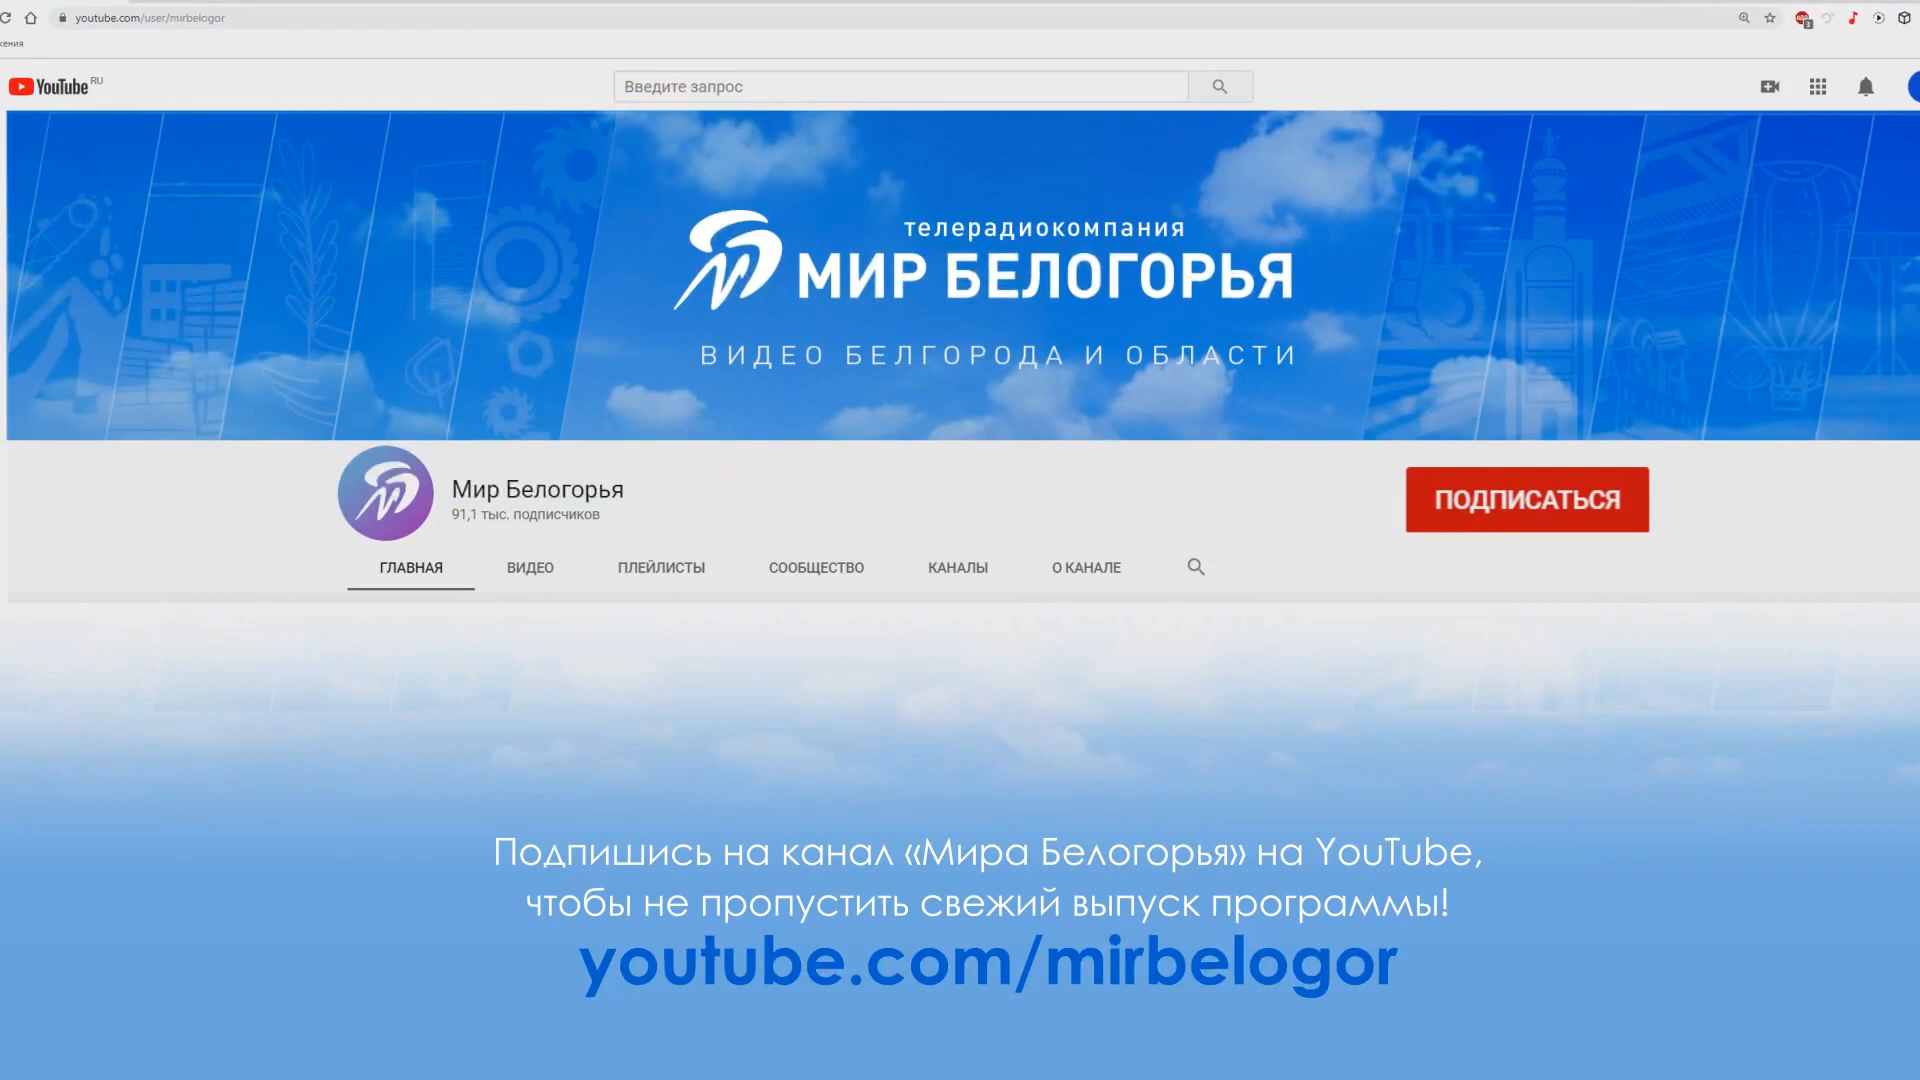 youtube.com/user/mirbelogor
YouTube RU
Введите запрос
телерадиокомпания
МИР БЕЛОГОРЬЯ
ВИДЕО БЕЛГОРОДА И ОБЛАСТИ
Мир Белогорья
91,1 тыс. подписчиков
ПОДПИСАТЬСЯ
ГЛАВНАЯ ВИДЕО ПЛЕЙЛИСТЫ СООБЩЕСТВО КАНАЛЫ О КАНАЛЕ
Подпишись на канал «Мира Белогорья» на YouTube,
чтобы не пропустить свежий выпуск программы!
youtube.com/mirbelogor